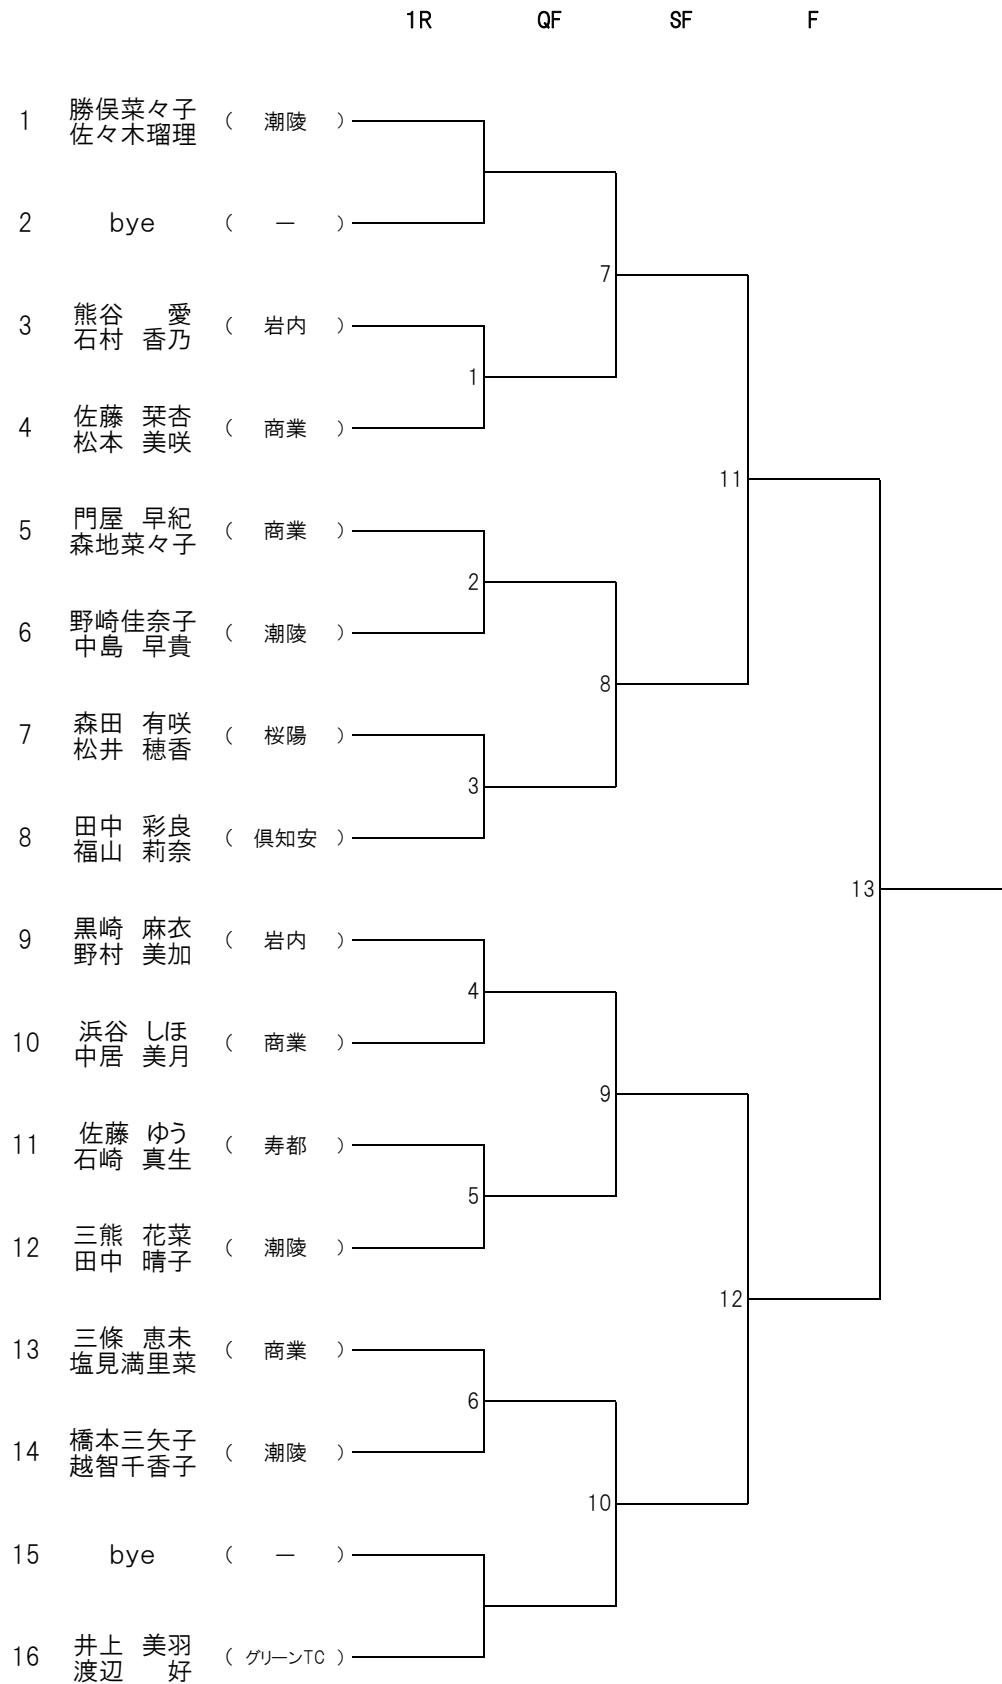 1R QF SF F
1 勝俣菜々子 ( 潮陵 )
佐々木瑠理
2 bye ( ― )
7
3 熊谷 愛 ( 岩内 )
石村 香乃
1
4 佐藤 栞杏 ( 商業 )
松本 美咲
11
5 門屋 早紀 ( 商業 )
森地菜々子
2
6 野崎佳奈子 ( 潮陵 )
中島 早貴
8
7 森田 有咲 ( 桜陽 )
松井 穂香
3
8 田中 彩良 ( 倶知安 )
福山 莉奈
13
9 黒崎 麻衣 ( 岩内 )
野村 美加
4
10 浜谷 しほ ( 商業 )
中居 美月
9
11 佐藤 ゆう ( 寿都 )
石崎 真生
5
12 三熊 花菜 ( 潮陵 )
田中 晴子
12
13 三條 恵未 ( 商業 )
塩見満里菜
6
14 橋本三矢子 ( 潮陵 )
越智千香子
10
15 bye ( ― )
16 井上 美羽 ( グリーンTC )
渡辺 好